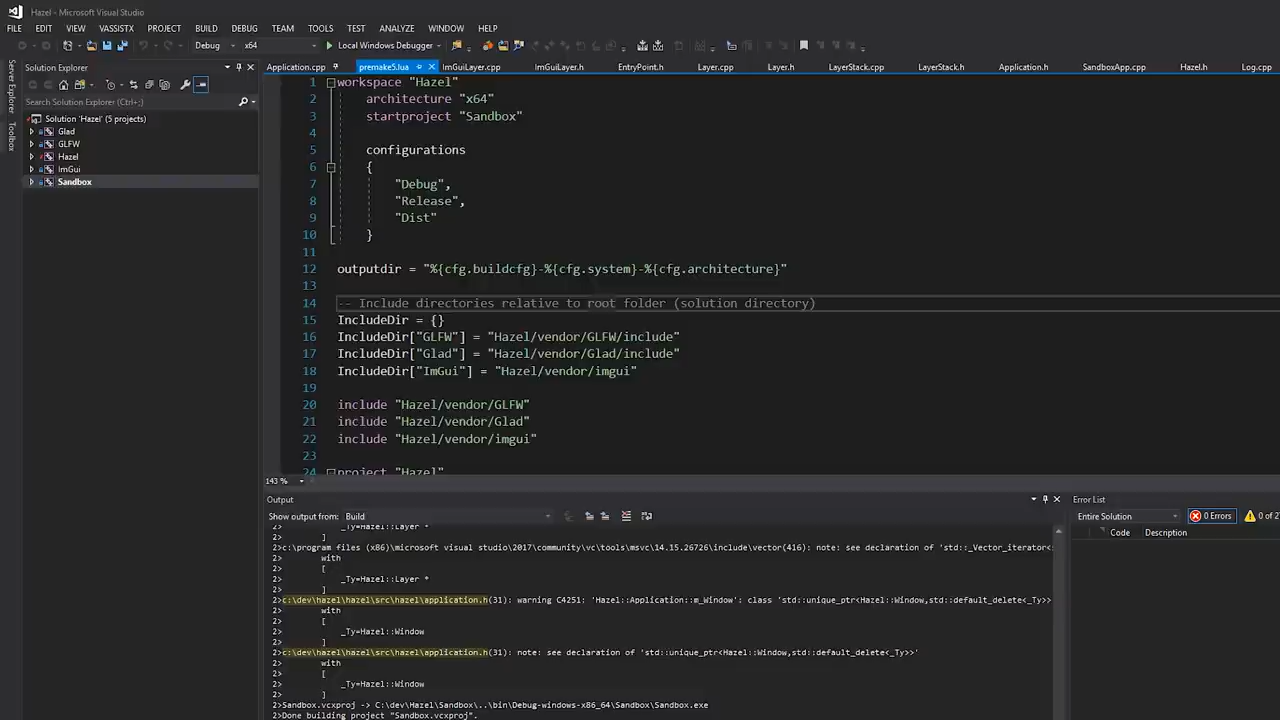 Hazel - Microsoft Visual Studio
FILE EDIT VIEW VASSISTX PROJECT BUILD DEBUG TEAM TOOLS TEST ANALYZE WINDOW HELP
Debug x64 Local Windows Debugger
Server Explorer
Toolbox
Solution Explorer
Search Solution Explorer (Ctrl+;)
Solution 'Hazel' (5 projects)
Glad
GLFW
Hazel
ImGui
Sandbox
Application.cpp premake5.lua ImGuiLayer.cpp ImGuiLayer.h EntryPoint.h Layer.cpp Layer.h LayerStack.cpp LayerStack.h Application.h SandboxApp.cpp Hazel.h Log.cpp
1 workspace "Hazel"
2 architecture "x64"
3 startproject "Sandbox"
4
5 configurations
6 {
7 "Debug",
8 "Release",
9 "Dist"
10 }
11
12 outputdir = "%{cfg.buildcfg}-%{cfg.system}-%{cfg.architecture}"
13
14 -- Include directories relative to root folder (solution directory)
15 IncludeDir = {}
16 IncludeDir["GLFW"] = "Hazel/vendor/GLFW/include"
17 IncludeDir["Glad"] = "Hazel/vendor/Glad/include"
18 IncludeDir["ImGui"] = "Hazel/vendor/imgui"
19
20 include "Hazel/vendor/GLFW"
21 include "Hazel/vendor/Glad"
22 include "Hazel/vendor/imgui"
23
24 project "Hazel"
143 %
Output
Show output from: Build
2> _Ty=Hazel::Layer *
2> ]
2>c:\program files (x86)\microsoft visual studio\2017\community\vc\tools\msvc\14.15.26726\include\vector(416): note: see declaration of 'std::_Vector_iterator<
2> with
2> [
2> _Ty=Hazel::Layer *
2> ]
2>c:\dev\hazel\hazel\src\hazel\application.h(31): warning C4251: 'Hazel::Application::m_Window': class 'std::unique_ptr<Hazel::Window,std::default_delete<_Ty>>
2> with
2> [
2> _Ty=Hazel::Window
2> ]
2>c:\dev\hazel\hazel\src\hazel\application.h(31): note: see declaration of 'std::unique_ptr<Hazel::Window,std::default_delete<_Ty>>'
2> with
2> [
2> _Ty=Hazel::Window
2> ]
2>Sandbox.vcxproj -> C:\dev\Hazel\Sandbox\..\bin\Debug-windows-x86_64\Sandbox\Sandbox.exe
2>Done building project "Sandbox.vcxproj".
Error List
Entire Solution 0 Errors 0 of 2
Code Description